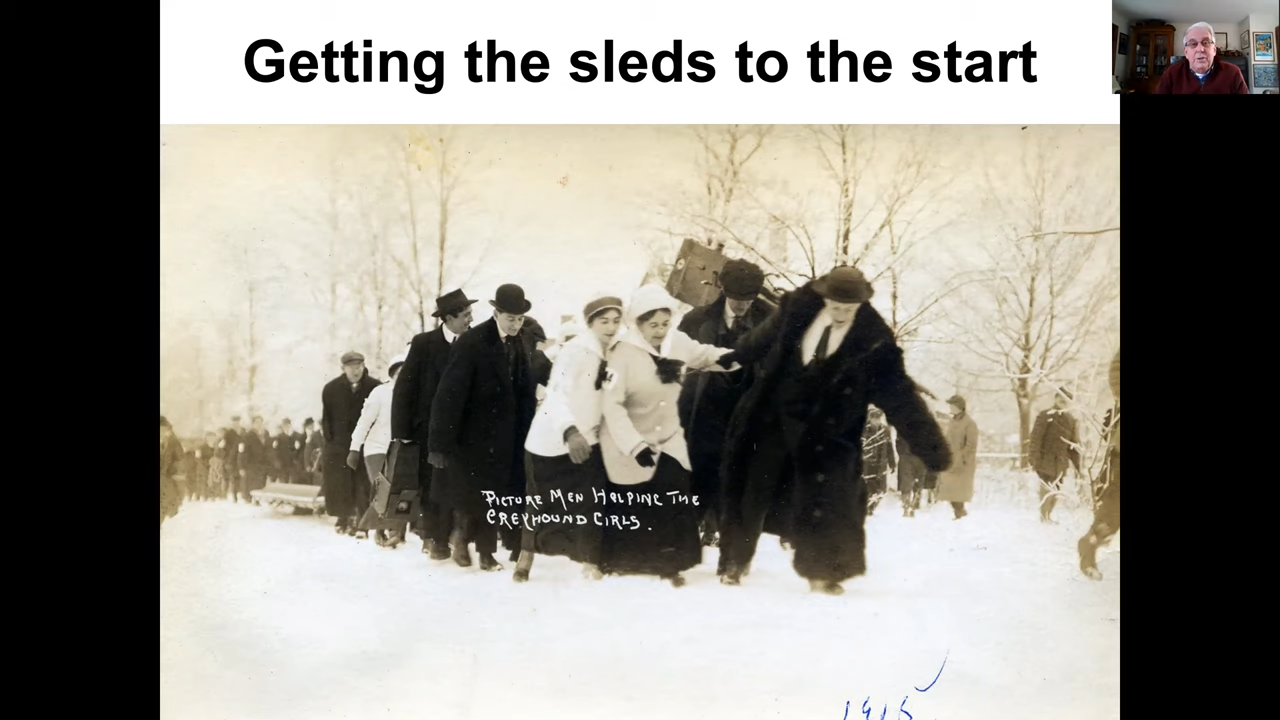 Getting the sleds to the start
PICTURE MEN HELPING THE
GREYHOUND GIRLS.
1915